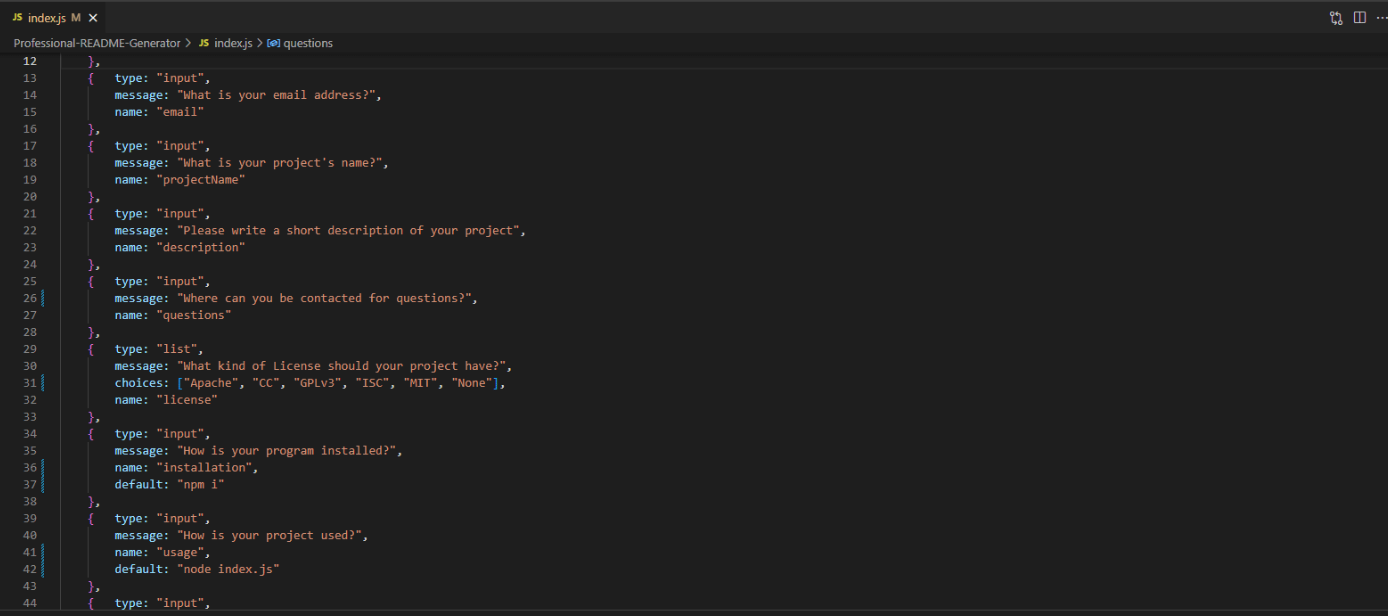 JS index.js M ×
Professional-README-Generator > JS index.js > questions
12 },
13 { type: "input",
14 message: "What is your email address?",
15 name: "email"
16 },
17 { type: "input",
18 message: "What is your project's name?",
19 name: "projectName"
20 },
21 { type: "input",
22 message: "Please write a short description of your project",
23 name: "description"
24 },
25 { type: "input",
26 message: "Where can you be contacted for questions?",
27 name: "questions"
28 },
29 { type: "list",
30 message: "What kind of License should your project have?",
31 choices: ["Apache", "CC", "GPLv3", "ISC", "MIT", "None"],
32 name: "license"
33 },
34 { type: "input",
35 message: "How is your program installed?",
36 name: "installation",
37 default: "npm i"
38 },
39 { type: "input",
40 message: "How is your project used?",
41 name: "usage",
42 default: "node index.js"
43 },
44 { type: "input",